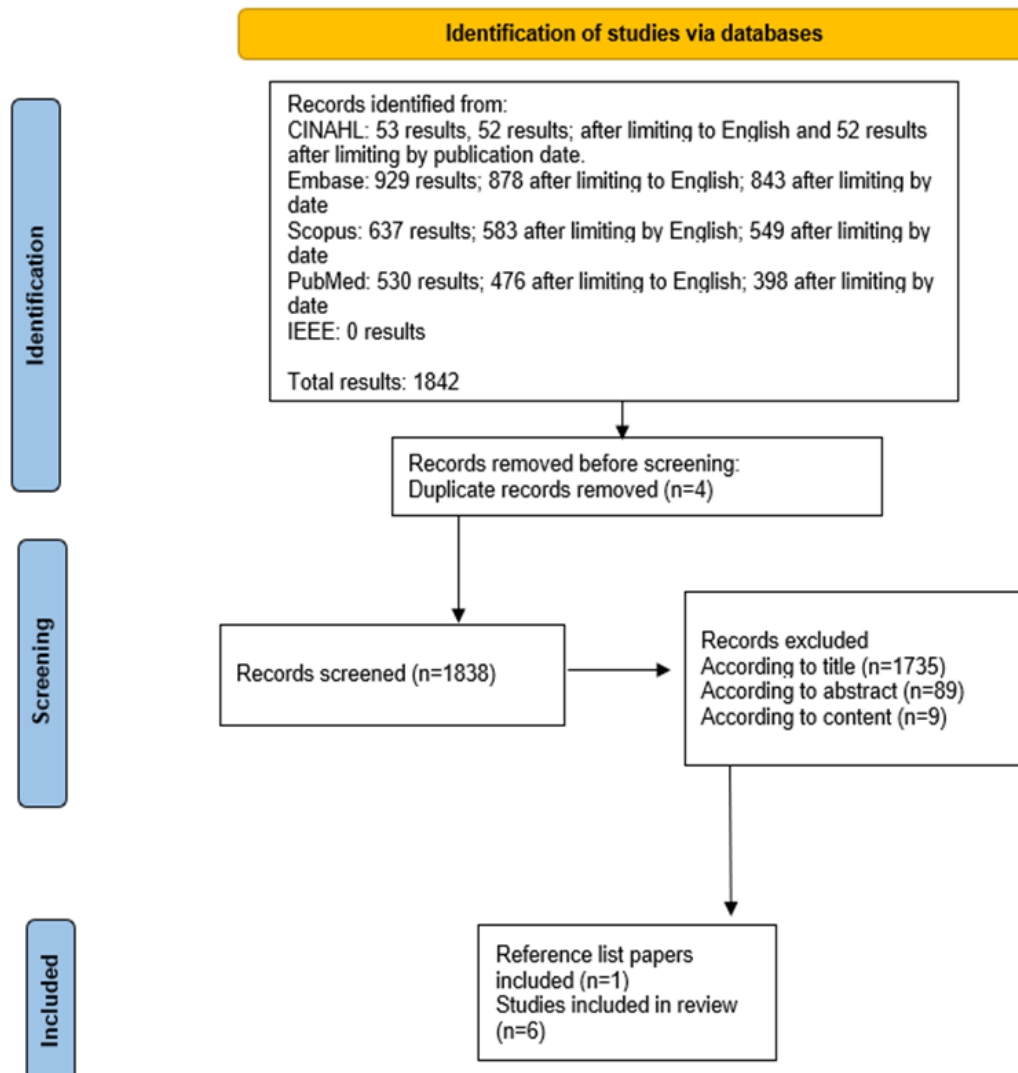 Identification of studies via databases
Identification
Records identified from:
CINAHL: 53 results, 52 results; after limiting to English and 52 results
after limiting by publication date.
Embase: 929 results; 878 after limiting to English; 843 after limiting by
date
Scopus: 637 results; 583 after limiting by English; 549 after limiting by
date
PubMed: 530 results; 476 after limiting to English; 398 after limiting by
date
IEEE: 0 results
Total results: 1842
Records removed before screening:
Duplicate records removed (n=4)
Screening
Records screened (n=1838)
Records excluded
According to title (n=1735)
According to abstract (n=89)
According to content (n=9)
Included
Reference list papers
included (n=1)
Studies included in review
(n=6)